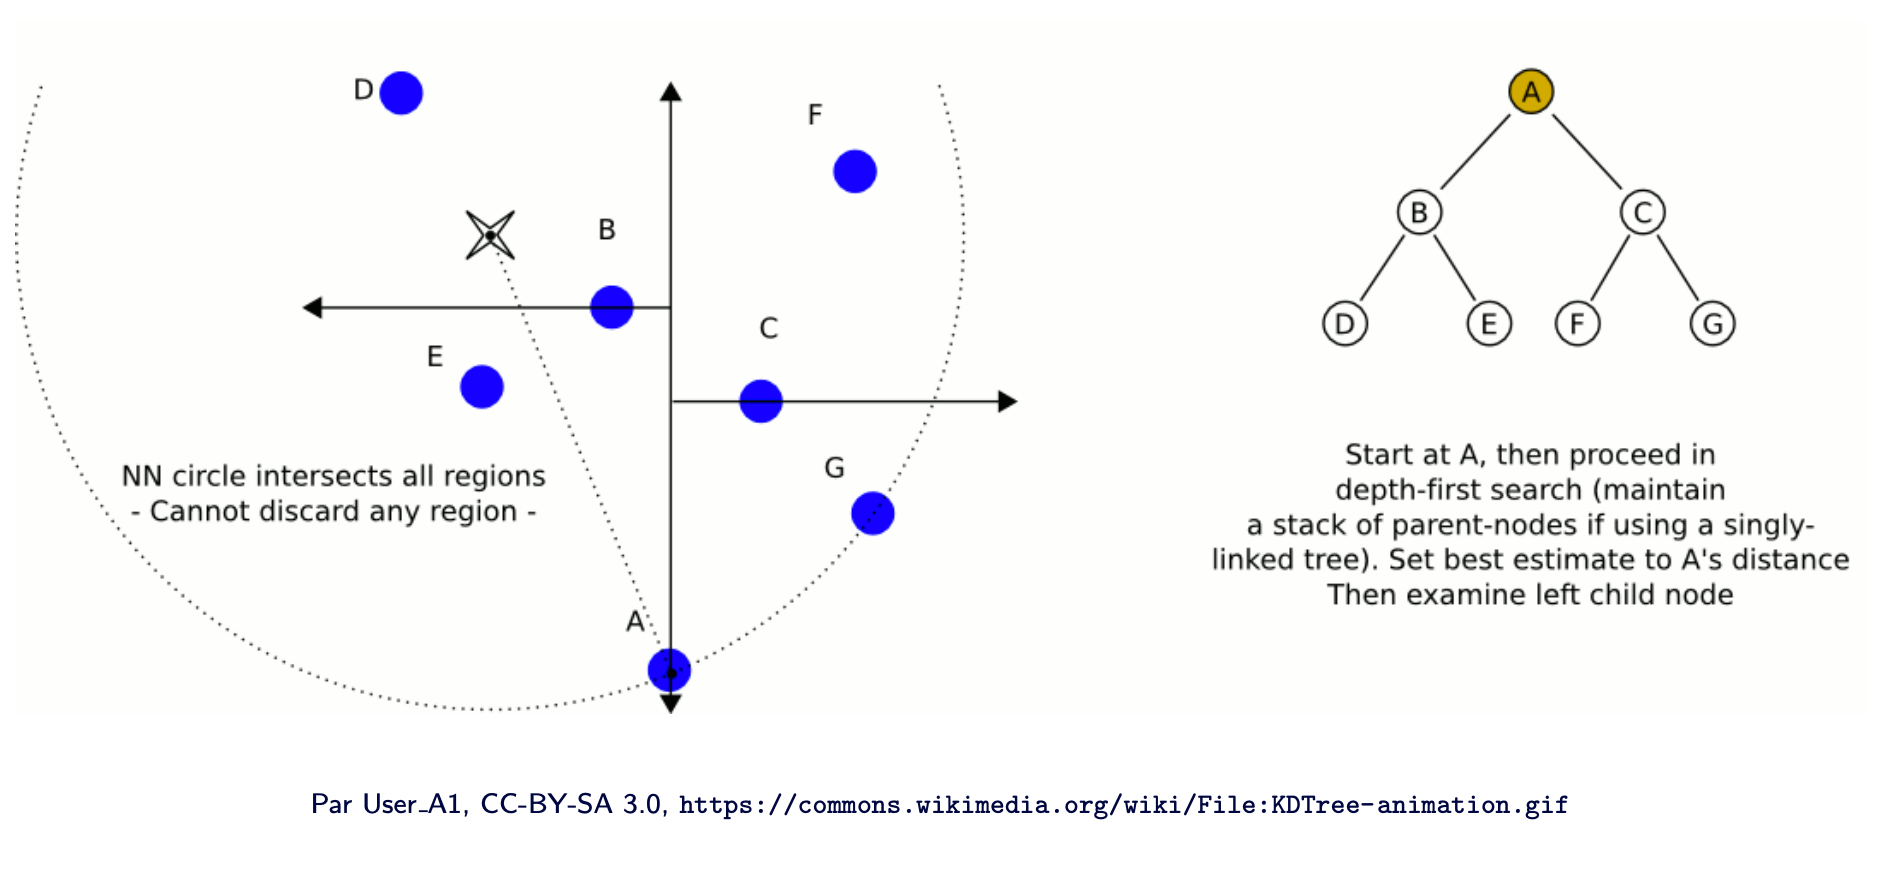 D
F
B
C
E
G
A
NN circle intersects all regions
- Cannot discard any region -
A
B
C
D
E
F
G
Start at A, then proceed in
depth-first search (maintain
a stack of parent-nodes if using a singly-
linked tree). Set best estimate to A's distance
Then examine left child node
Par User_A1, CC-BY-SA 3.0, https://commons.wikimedia.org/wiki/File:KDTree-animation.gif